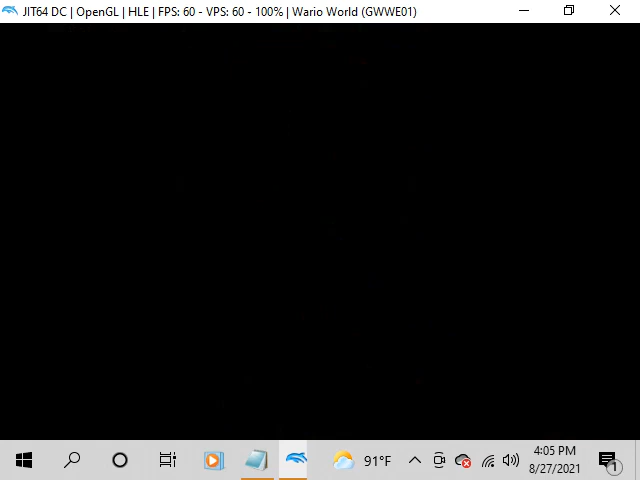 JIT64 DC | OpenGL | HLE | FPS: 60 - VPS: 60 - 100% | Wario World (GWWE01)
91°F
4:05 PM
8/27/2021
1